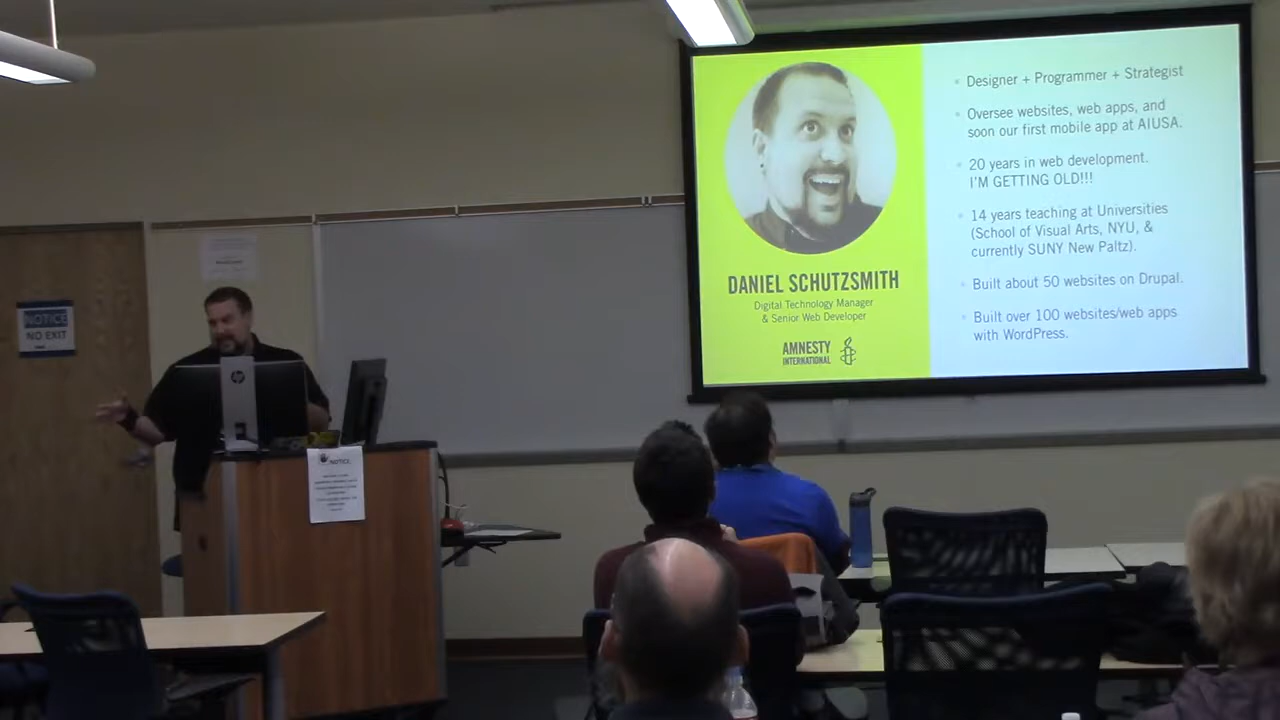 NOTICE
NO EXIT
hp
NOTICE
DANIEL SCHUTZSMITH
Digital Technology Manager
& Senior Web Developer
AMNESTY
INTERNATIONAL
Designer + Programmer + Strategist
Oversee websites, web apps, and
soon our first mobile app at AIUSA.
20 years in web development.
I'M GETTING OLD!!!
14 years teaching at Universities
(School of Visual Arts, NYU, &
currently SUNY New Paltz).
Built about 50 websites on Drupal.
Built over 100 websites/web apps
with WordPress.